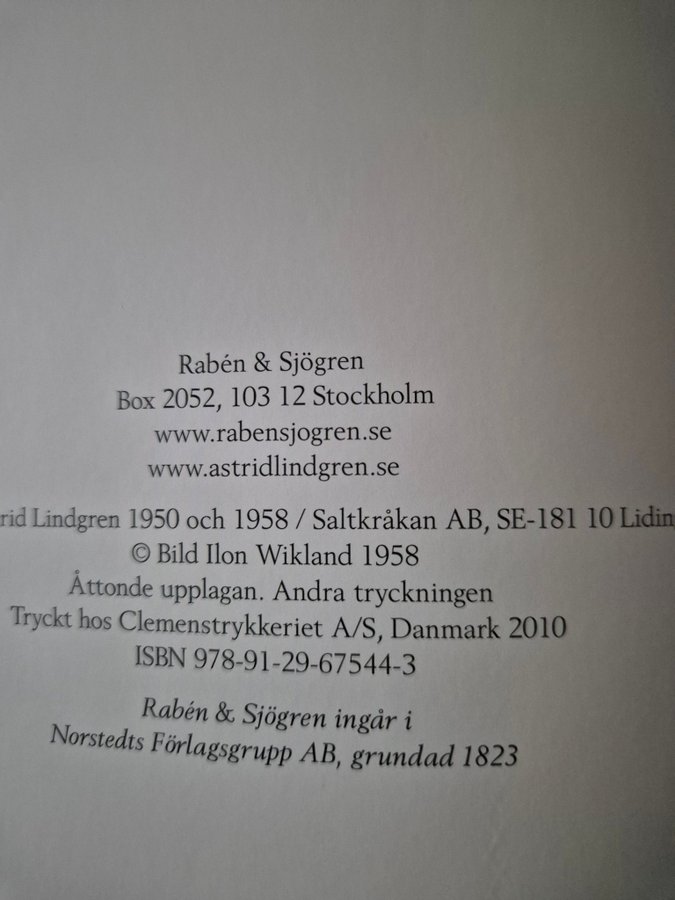 Rabén & Sjögren
Box 2052, 103 12 Stockholm
www.rabensjogren.se
www.astridlindgren.se
rid Lindgren 1950 och 1958 / Saltkråkan AB, SE-181 10 Liding
© Bild Ilon Wikland 1958
Åttonde upplagan. Andra tryckningen
Tryckt hos Clemenstrykkeriet A/S, Danmark 2010
ISBN 978-91-29-67544-3
Rabén & Sjögren ingår i
Norstedts Förlagsgrupp AB, grundad 1823